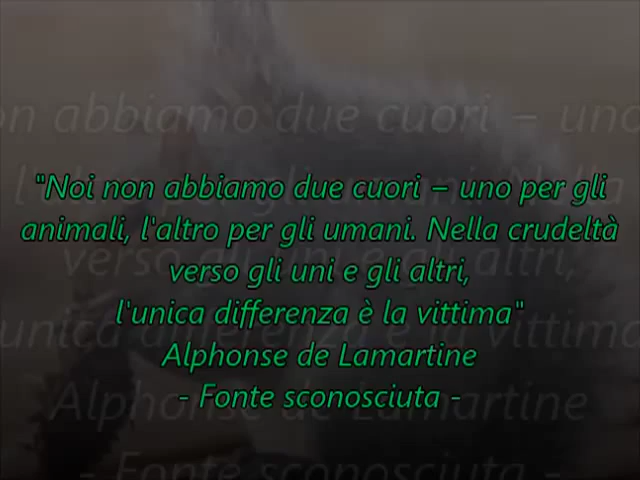 "Noi non abbiamo due cuori – uno per gli
animali, l'altro per gli umani. Nella crudeltà
verso gli uni e gli altri,
l'unica differenza è la vittima"
Alphonse de Lamartine
- Fonte sconosciuta -